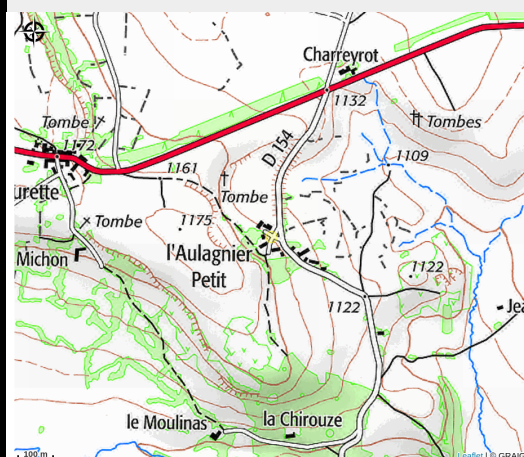 Charreyrot
1132
Tombe
Tombes
1172
D 154
1109
1161
urette
Tombe
Tombe
1175
Michon
l'Aulagnier
Petit
1122
1122
Jea
le Moulinas
la Chirouze
100 m
Leaflet | © GRAIG